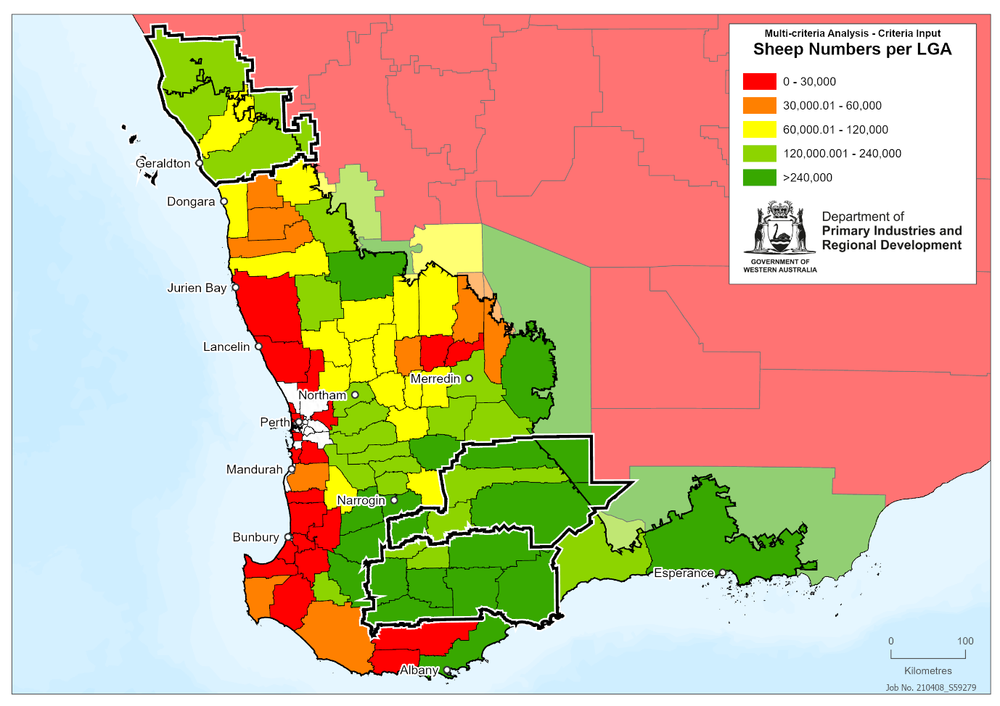 Multi-criteria Analysis - Criteria Input
Sheep Numbers per LGA
0 - 30,000
30,000.01 - 60,000
60,000.01 - 120,000
120,000.001 - 240,000
>240,000
Department of
Primary Industries and
Regional Development
GOVERNMENT OF
WESTERN AUSTRALIA
Geraldton
Dongara
Jurien Bay
Lancelin
Merredin
Northam
Perth
Mandurah
Narrogin
Bunbury
Esperance
Albany
0 100
Kilometres
Job No. 210408_S59279